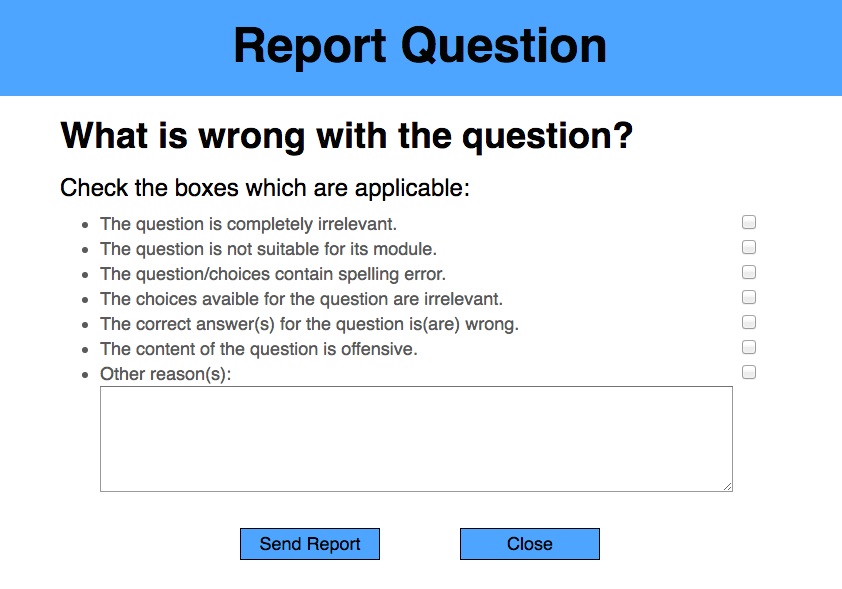 Report Question
What is wrong with the question?
Check the boxes which are applicable:
The question is completely irrelevant.
The question is not suitable for its module.
The question/choices contain spelling error.
The choices avaible for the question are irrelevant.
The correct answer(s) for the question is(are) wrong.
The content of the question is offensive.
Other reason(s):
Send Report
Close